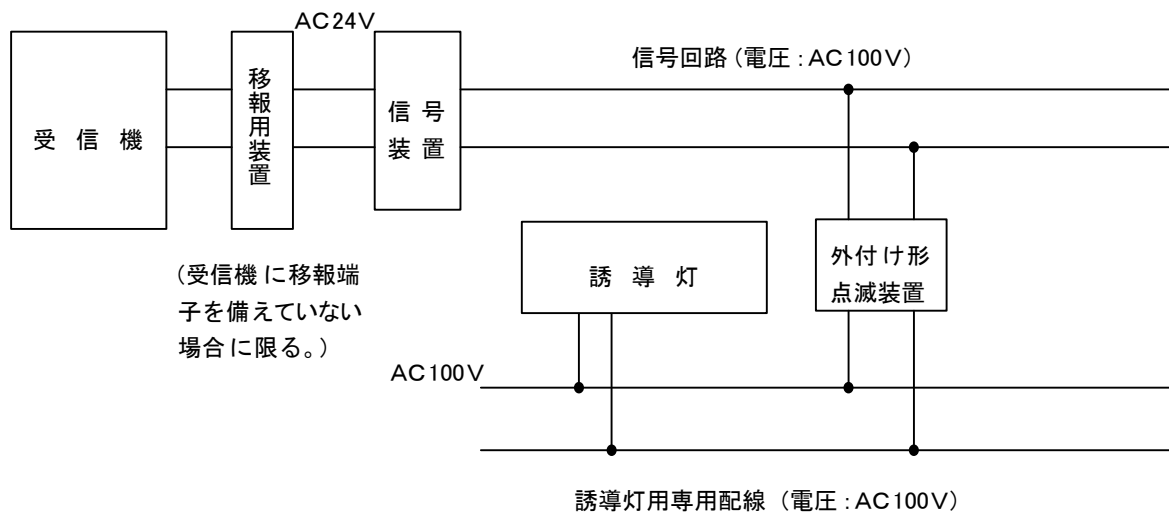 AC24V
信号回路(電圧:AC100V)
受信機
移報用装置
信号
装置
誘導灯
外付け形
点滅装置
(受信機に移報端
子を備えていない
場合に限る。)
AC100V
誘導灯用専用配線(電圧:AC100V)